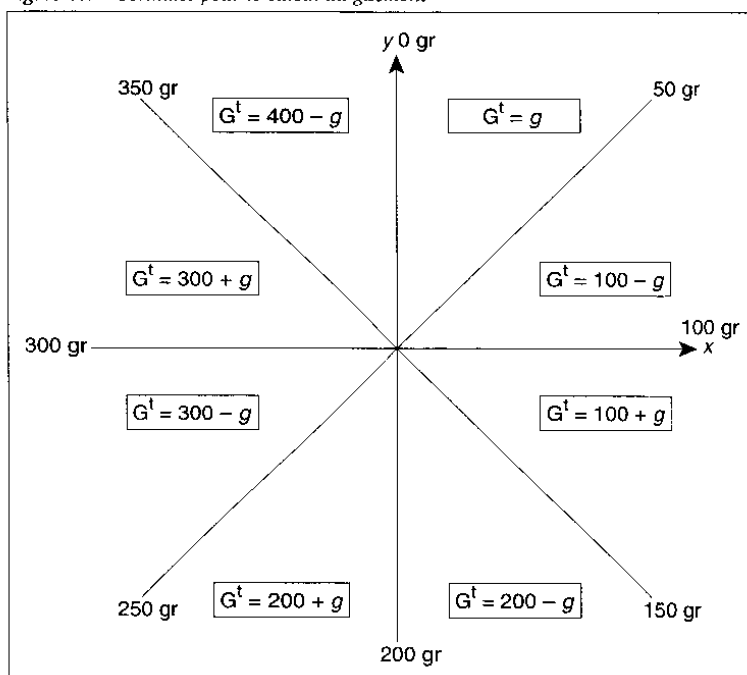 y 0 gr
350 gr
50 gr
Gᵗ = 400 – g
Gᵗ = g
Gᵗ = 300 + g
Gᵗ = 100 – g
100 gr
300 gr
x
Gᵗ = 300 – g
Gᵗ = 100 + g
Gᵗ = 200 + g
Gᵗ = 200 – g
250 gr
150 gr
200 gr